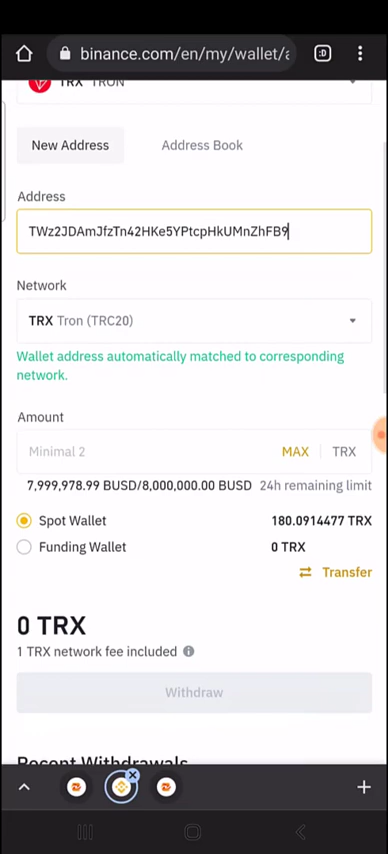 binance.com/en/my/wallet/a
:D
TRX TRON
New Address
Address Book
Address
TWz2JDAmJfzTn42HKe5YPtcpHkUMnZhFB9
Network
TRX Tron (TRC20)
Wallet address automatically matched to corresponding
network.
Amount
Minimal 2
MAX
TRX
7,999,978.99 BUSD/8,000,000.00 BUSD 24h remaining limit
Spot Wallet
180.0914477 TRX
Funding Wallet
0 TRX
Transfer
0 TRX
1 TRX network fee included
Withdraw
Recent Withdrawals